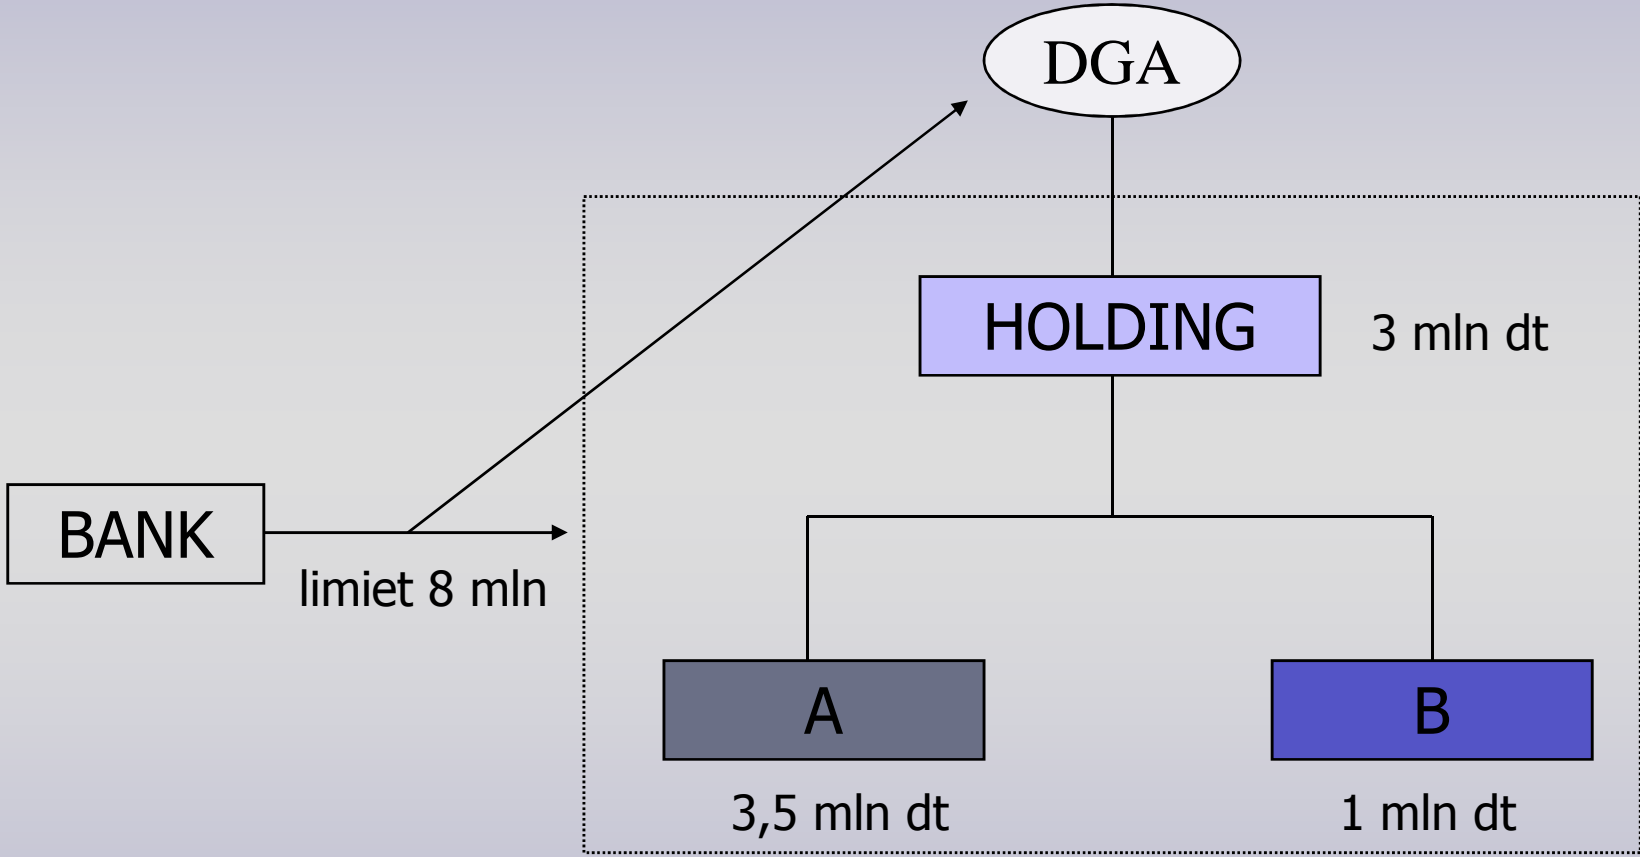 DGA
HOLDING
3 mln dt
BANK
limiet 8 mln
A
B
3,5 mln dt
1 mln dt